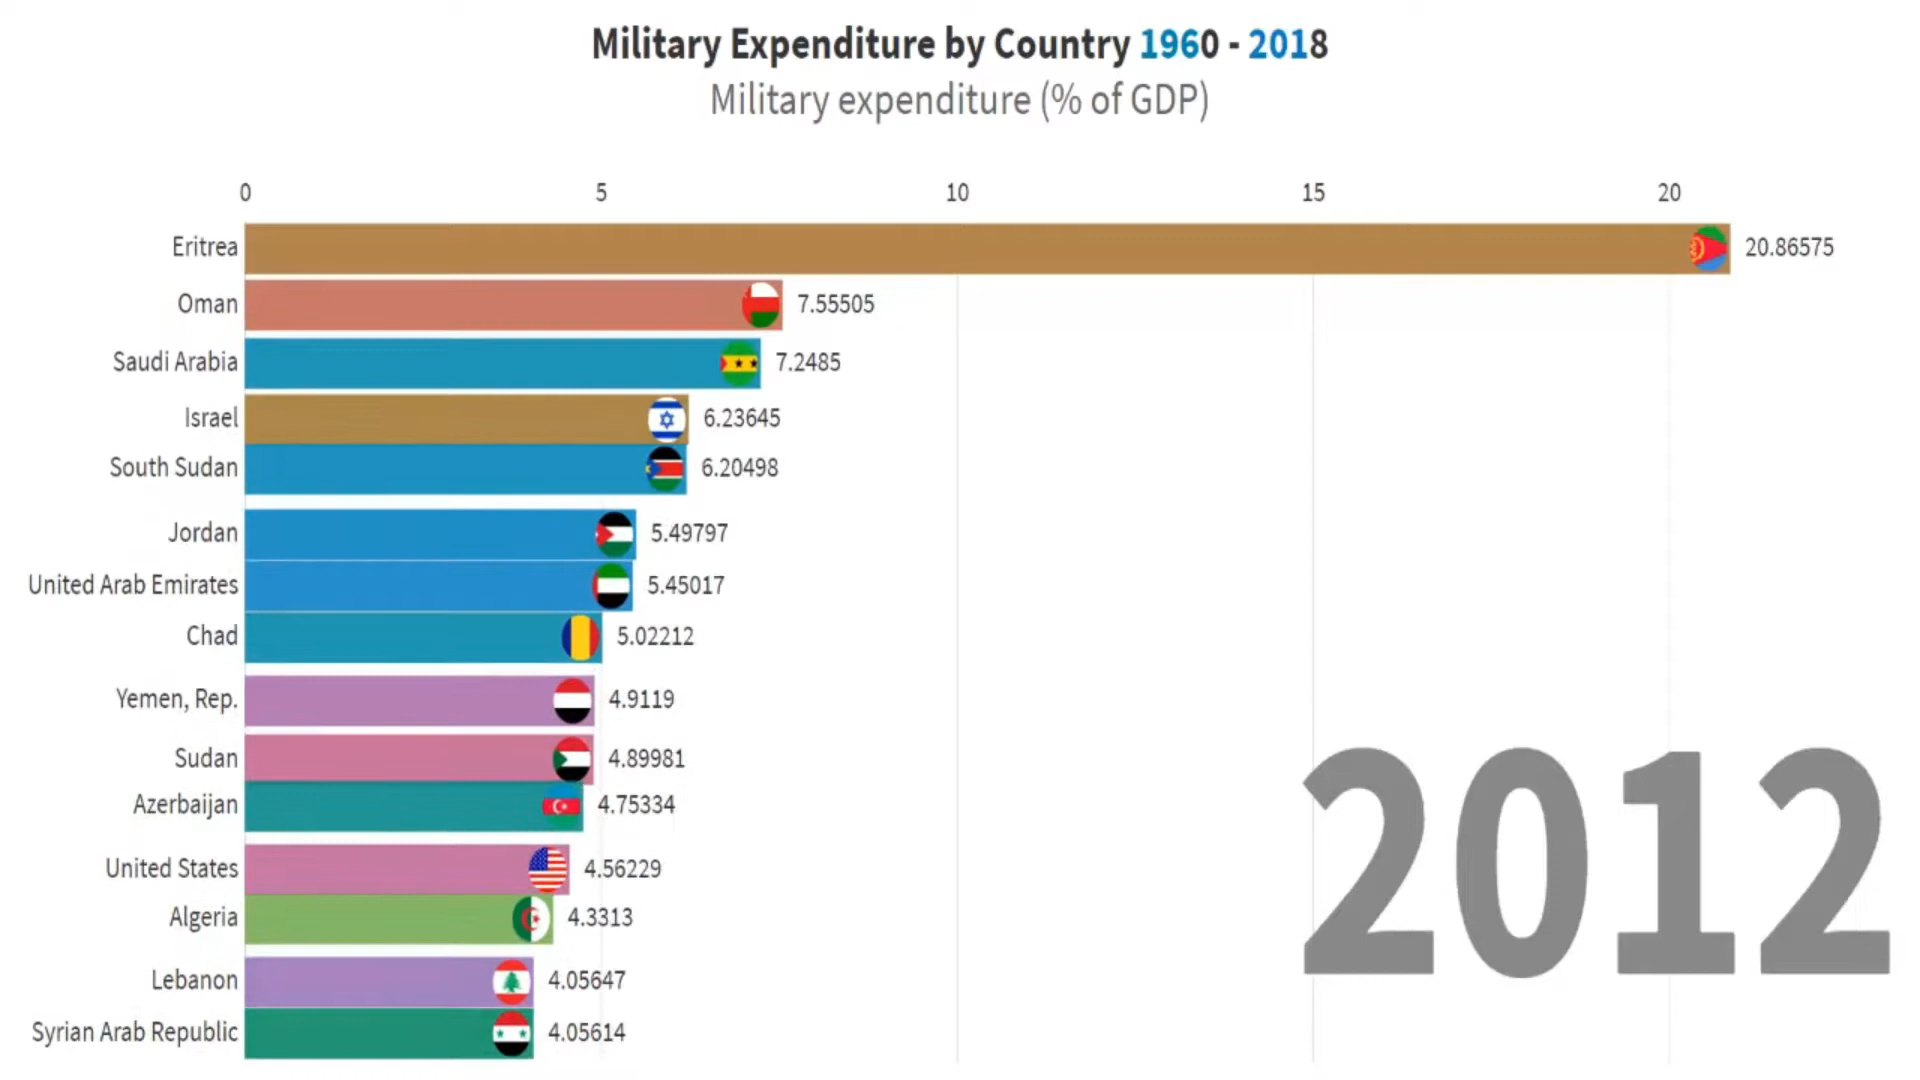 Military Expenditure by Country 1960 - 2018
Military expenditure (% of GDP)
0 5 10 15 20
Eritrea 20.86575
Oman 7.55505
Saudi Arabia 7.2485
Israel 6.23645
South Sudan 6.20498
Jordan 5.49797
United Arab Emirates 5.45017
Chad 5.02212
Yemen, Rep. 4.9119
Sudan 4.89981
Azerbaijan 4.75334
United States 4.56229
Algeria 4.3313
Lebanon 4.05647
Syrian Arab Republic 4.05614
2012